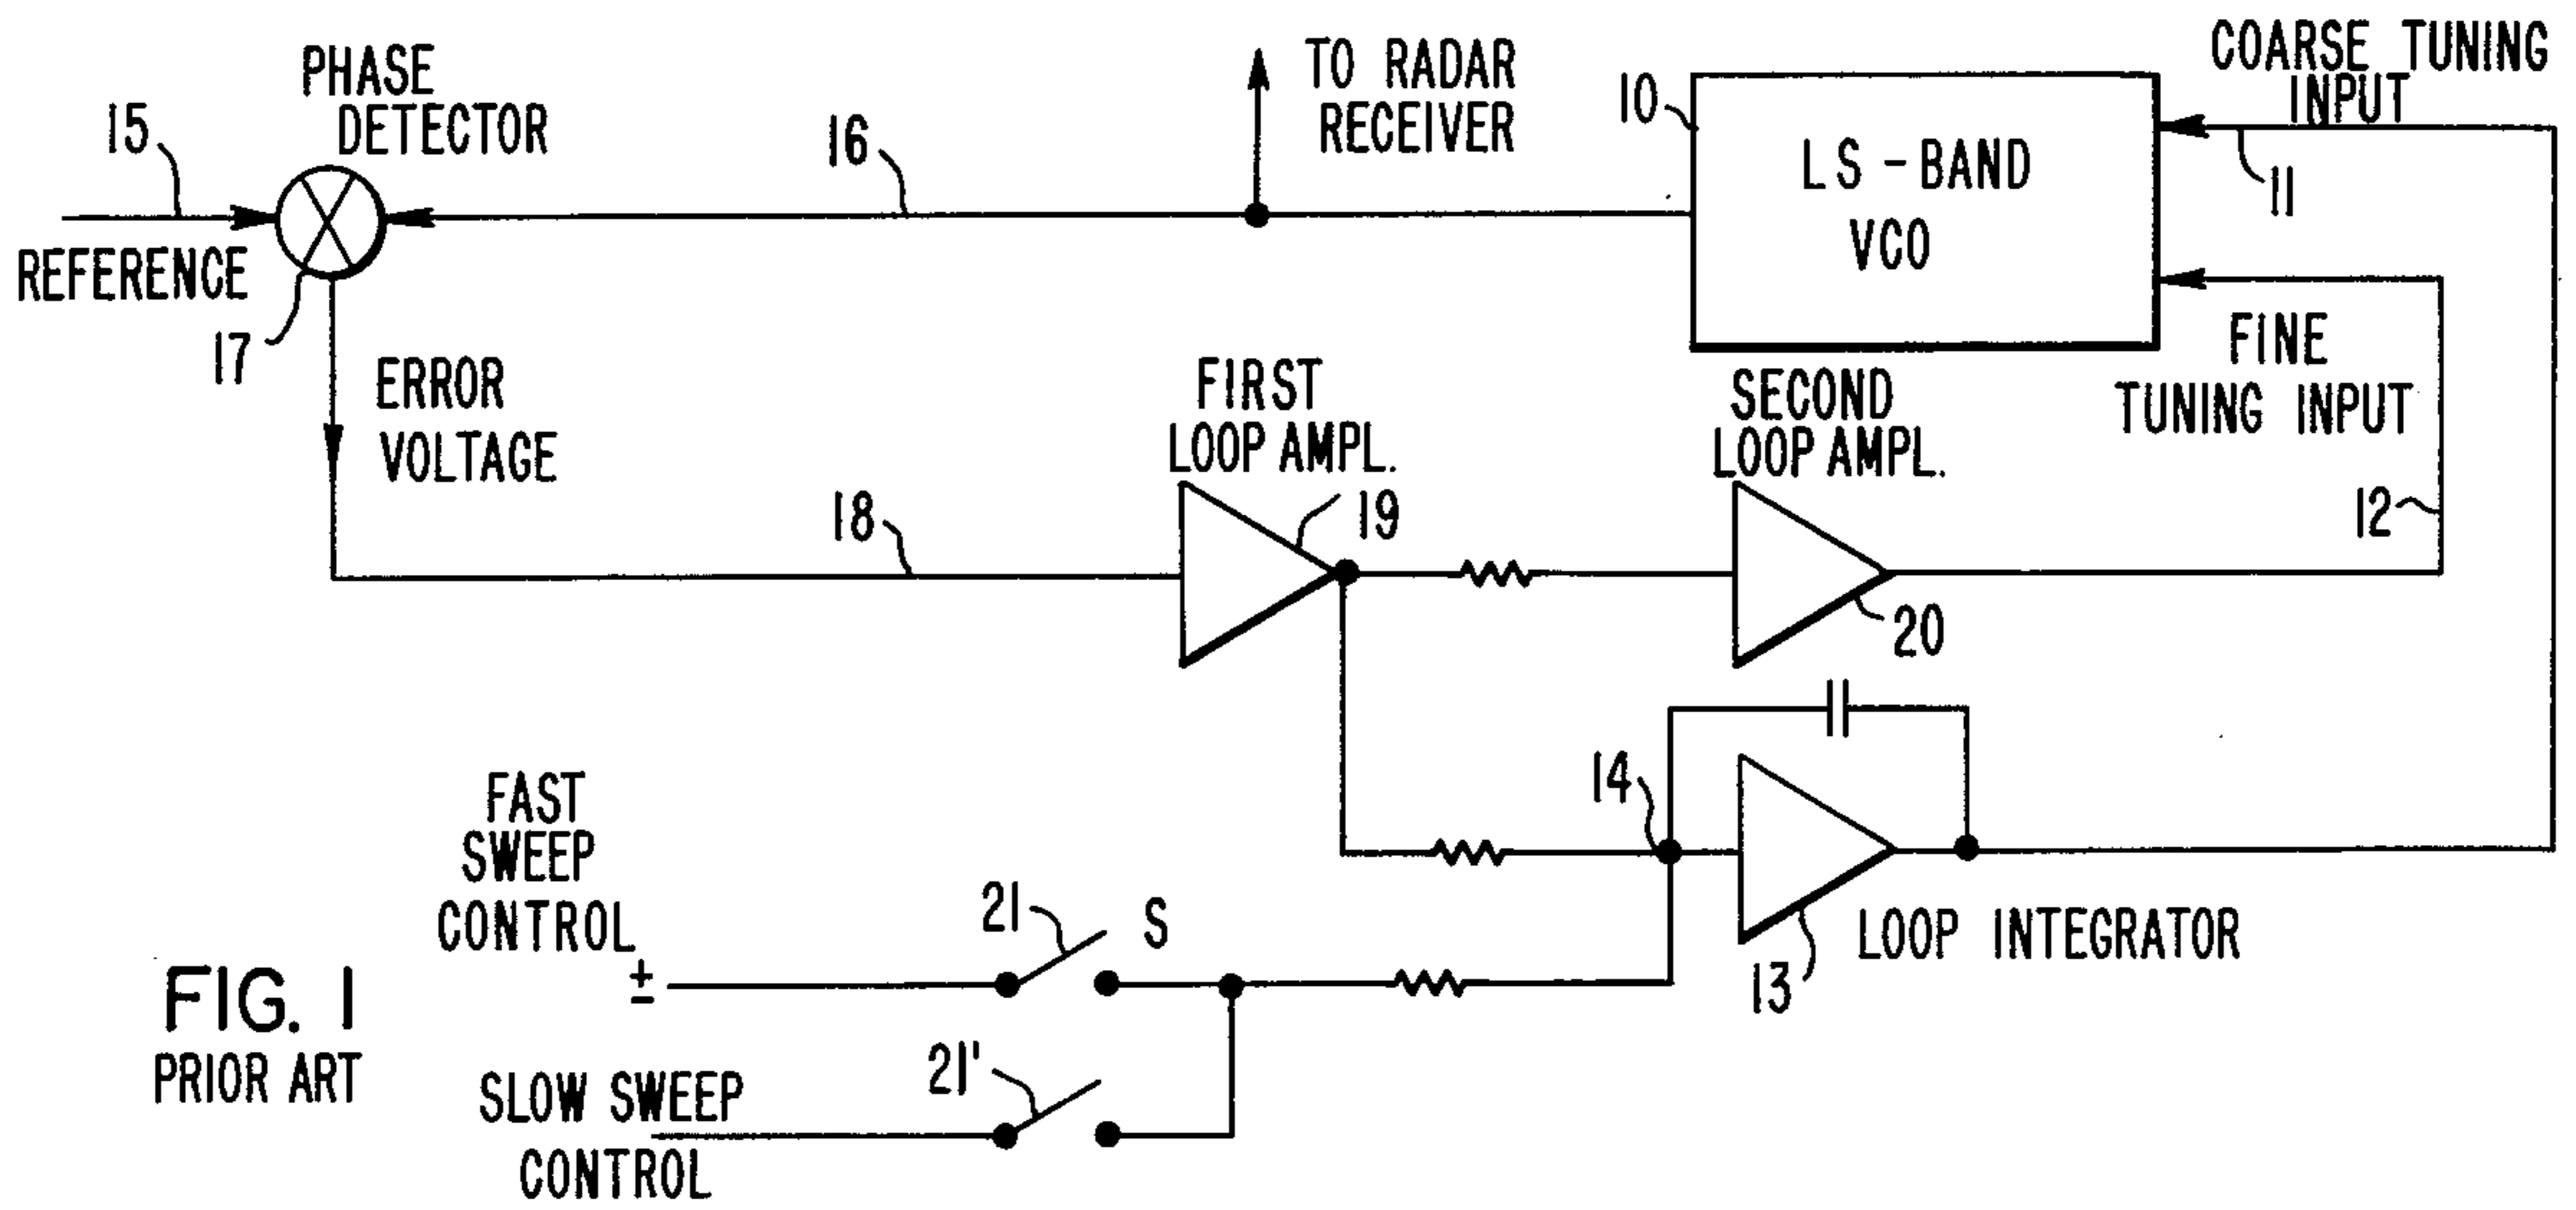 PHASE
DETECTOR
15
REFERENCE
17
16
TO RADAR
RECEIVER
10
LS - BAND
VCO
COARSE TUNING
INPUT
11
FINE
TUNING INPUT
12
ERROR
VOLTAGE
18
FIRST
LOOP AMPL.
19
SECOND
LOOP AMPL.
20
14
13
LOOP INTEGRATOR
FAST
SWEEP
CONTROL
±
21
S
21'
SLOW SWEEP
CONTROL
FIG. 1
PRIOR ART